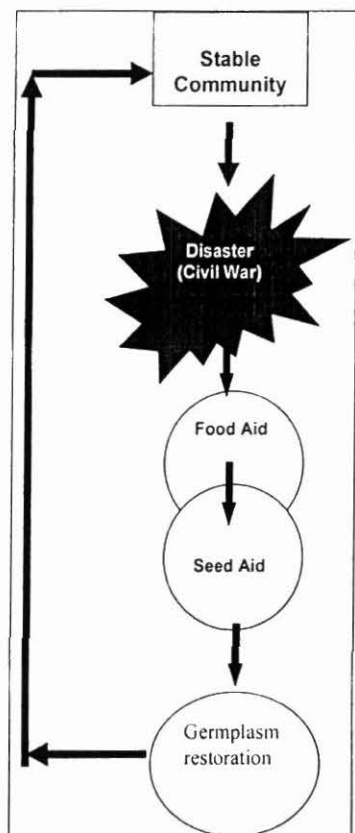 Stable
Community
Disaster
(Civil War)
Food Aid
Seed Aid
Germplasm
restoration